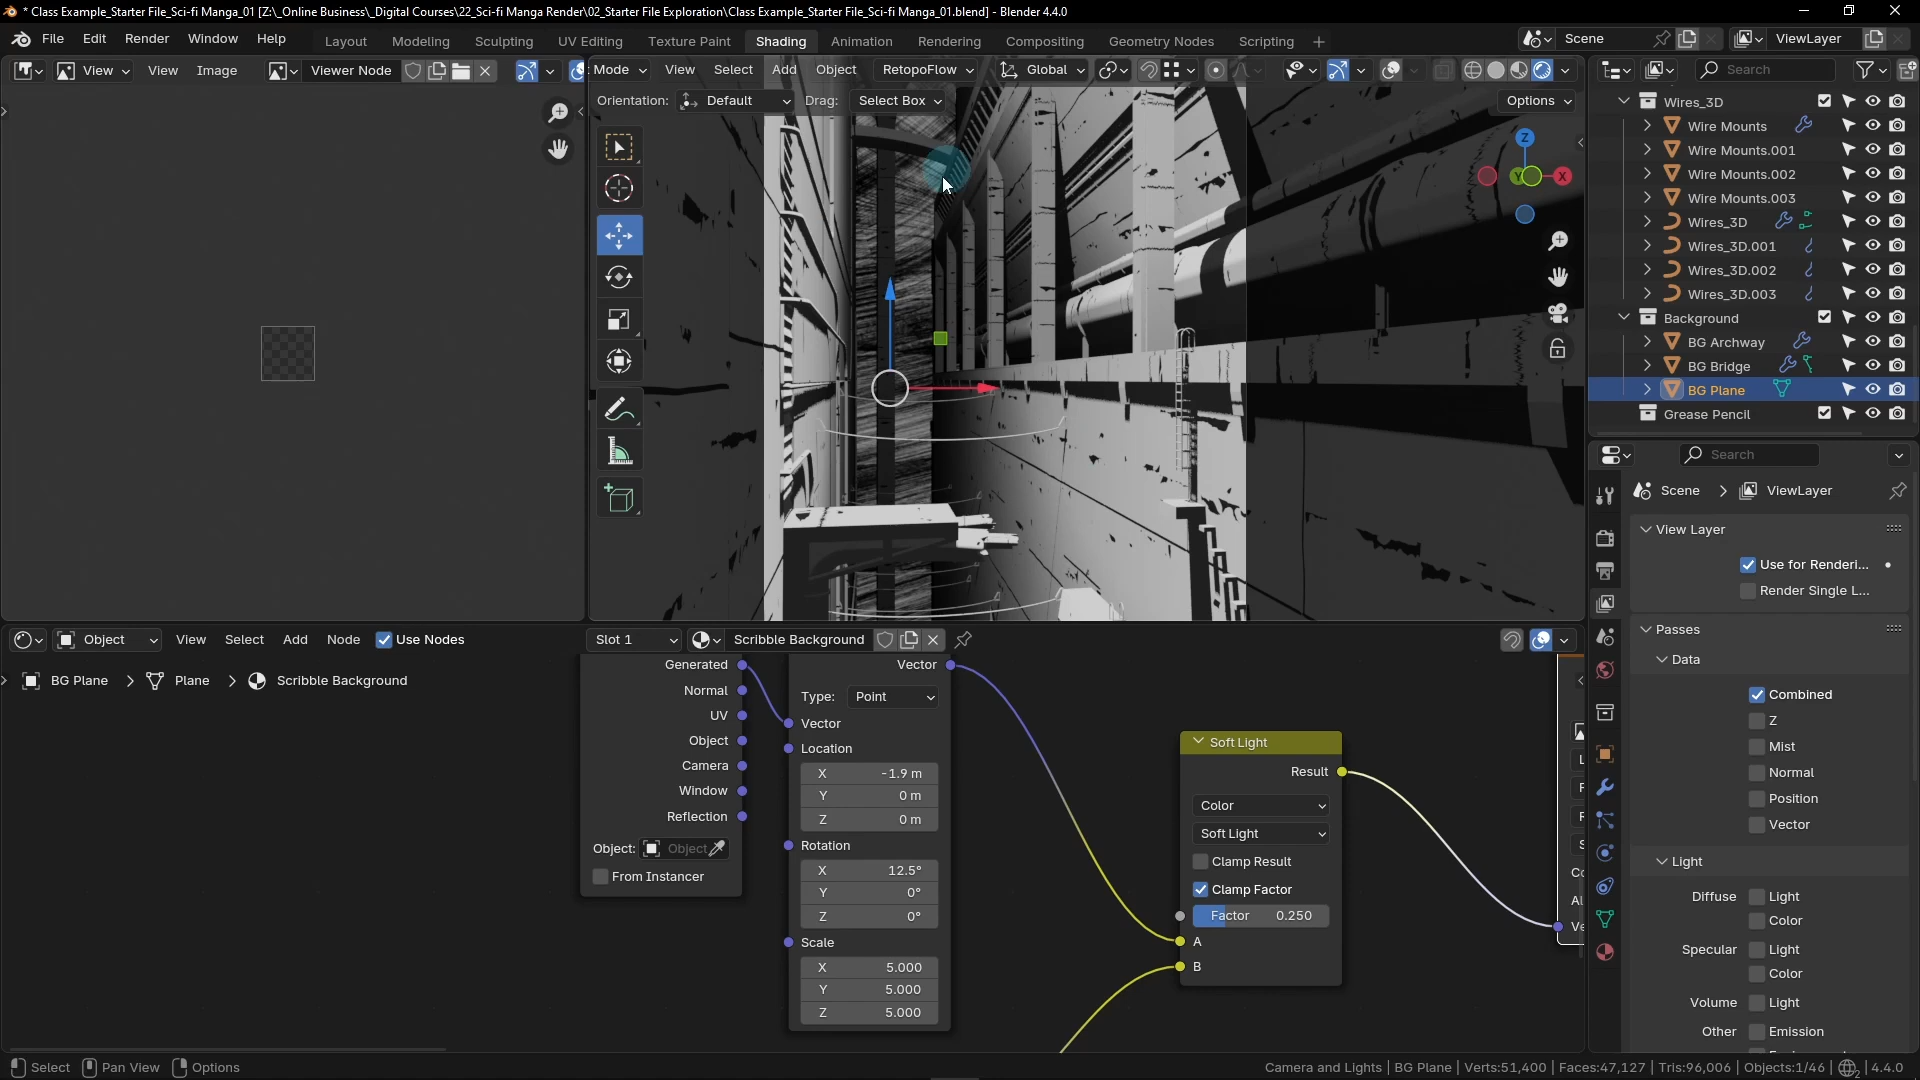 * Class Example_Starter File_Sci-fi Manga_01 [Z:\_Online Business\_Digital Courses\22_Sci-fi Manga Render\02_Starter File Exploration\Class Example_Starter File_Sci-fi Manga_01.blend] - Blender 4.4.0
File Edit Render Window Help Layout Modeling Sculpting UV Editing Texture Paint Shading Animation Rendering Compositing Geometry Nodes Scripting + Scene ViewLayer
View View Image Viewer Node Mode View Select Add Object RetopoFlow Global Search
Orientation: Default Drag: Select Box Options
Z
Y X
Wires_3D
Wire Mounts
Wire Mounts.001
Wire Mounts.002
Wire Mounts.003
Wires_3D
Wires_3D.001
Wires_3D.002
Wires_3D.003
Background
BG Archway
BG Bridge
BG Plane
Grease Pencil
Search
Scene ViewLayer
View Layer
Use for Renderi...
Render Single L...
Passes
Data
Combined
Z
Mist
Normal
Position
Vector
Light
Diffuse Light
Color
Specular Light
Color
Volume Light
Other Emission
Object View Select Add Node Use Nodes Slot 1 Scribble Background
BG Plane Plane Scribble Background
Generated
Normal
UV
Object
Camera
Window
Reflection
Object: Object
From Instancer
Vector
Type: Point
Vector
Location
X -1.9 m
Y 0 m
Z 0 m
Rotation
X 12.5°
Y 0°
Z 0°
Scale
X 5.000
Y 5.000
Z 5.000
Soft Light
Result
Color
Soft Light
Clamp Result
Clamp Factor
Factor 0.250
A
B
Co
Al
Ve
Select Pan View Options Camera and Lights | BG Plane | Verts:51,400 | Faces:47,127 | Tris:96,006 | Objects:1/46 | 4.4.0